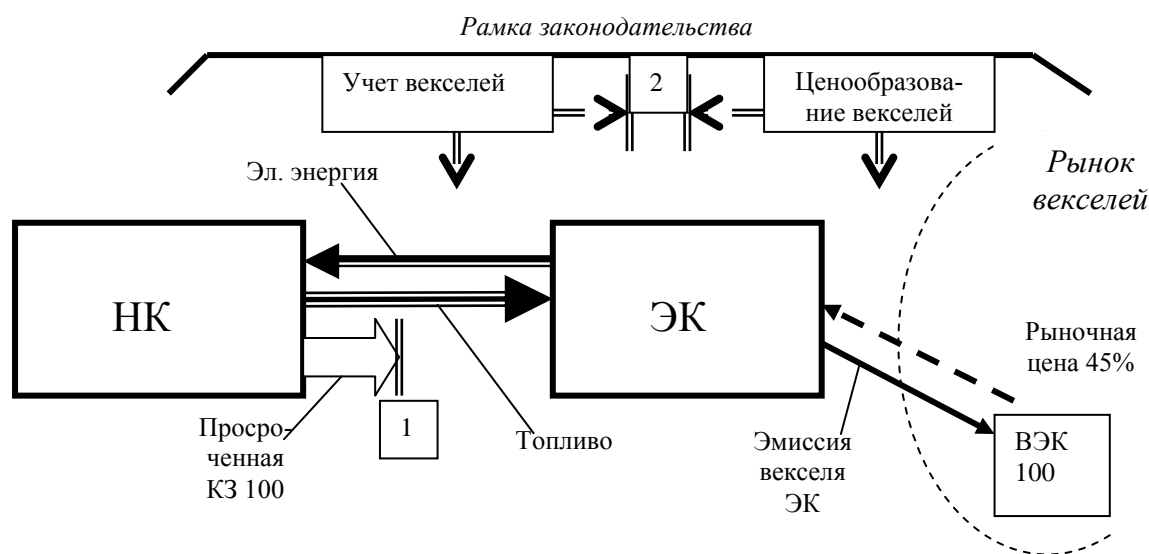 Рамка законодательства
Учет векселей
2
Ценообразова-
ние векселей
Эл. энергия
Рынок
векселей
НК
ЭК
Рыночная
цена 45%
Просро-
ченная
КЗ 100
1
Топливо
Эмиссия
векселя
ЭК
ВЭК
100